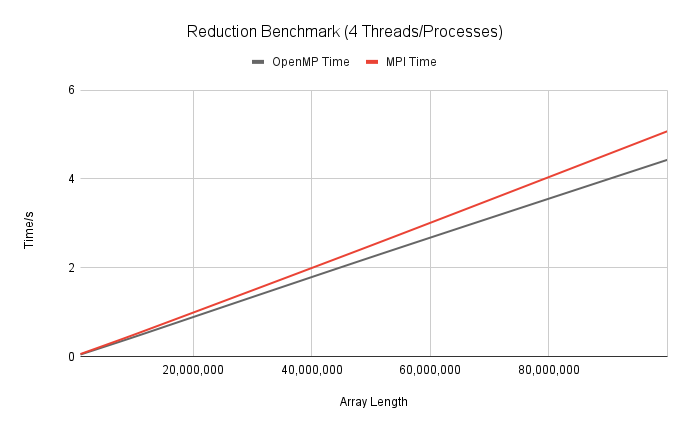 Reduction Benchmark (4 Threads/Processes)
OpenMP Time MPI Time
6
4
2
0
Time/s
20,000,000 40,000,000 60,000,000 80,000,000
Array Length